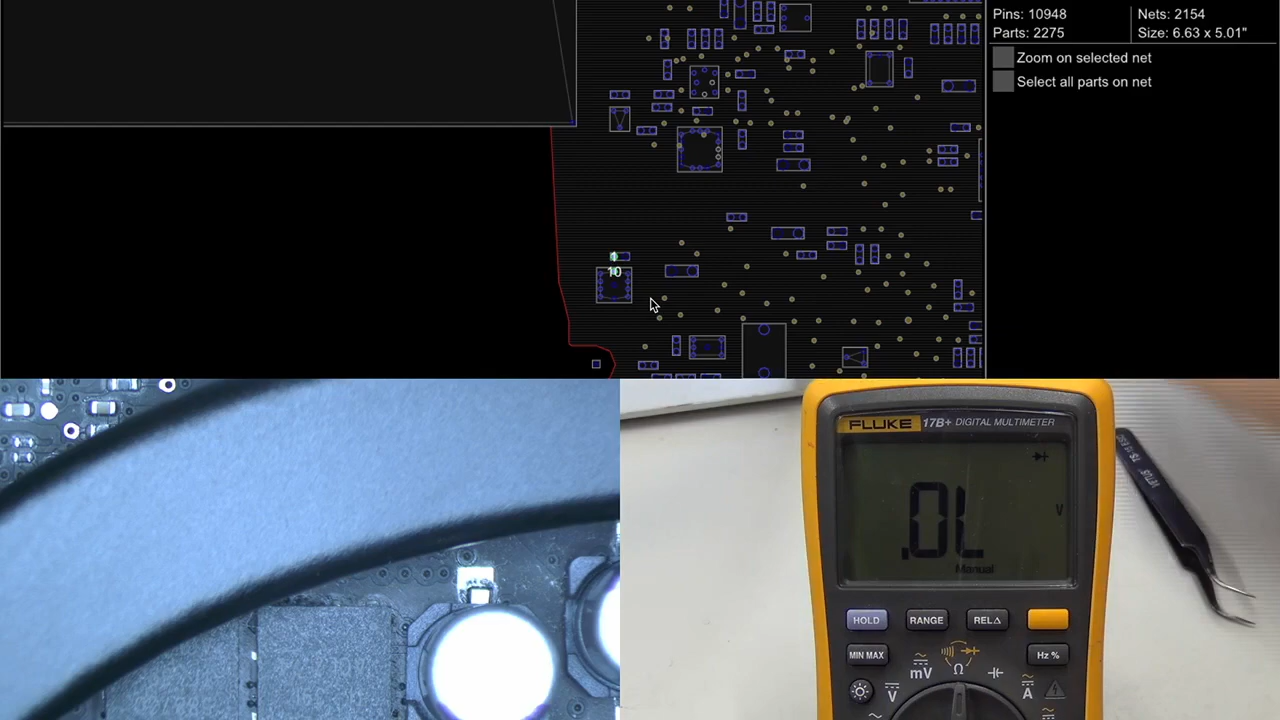 Pins: 10948
Nets: 2154
Parts: 2275
Size: 6.63 x 5.01"
Zoom on selected net
Select all parts on net
1
10
FLUKE 17B+ DIGITAL MULTIMETER
V
.0L
Manual
HOLD
RANGE
REL△
MIN MAX
Hz %
mV
Ω
V
A